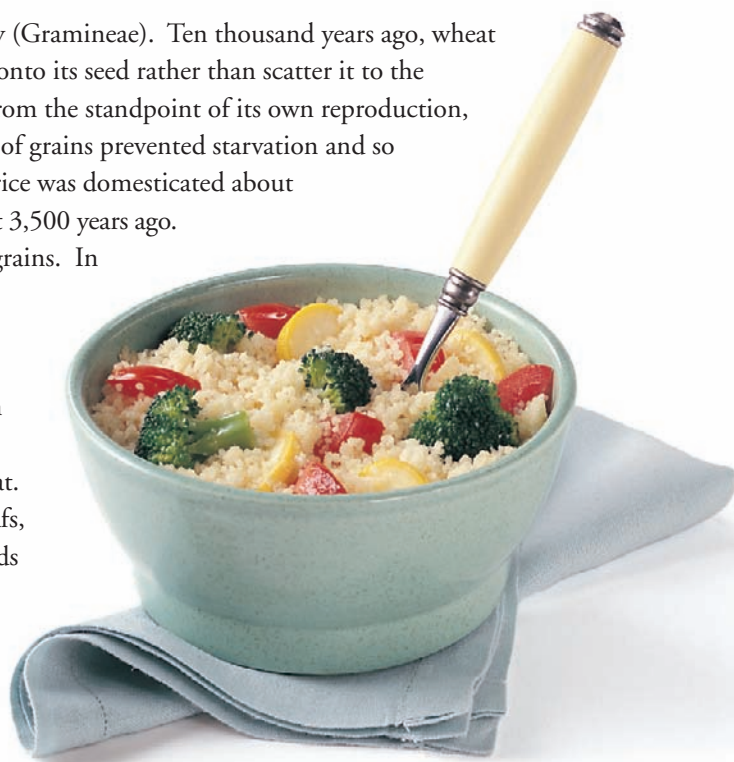 (Gramineae). Ten thousand years ago, wheat
onto its seed rather than scatter it to the
rom the standpoint of its own reproduction,
of grains prevented starvation and so
rice was domesticated about
3,500 years ago.
grains. In
at.
fs,
ds